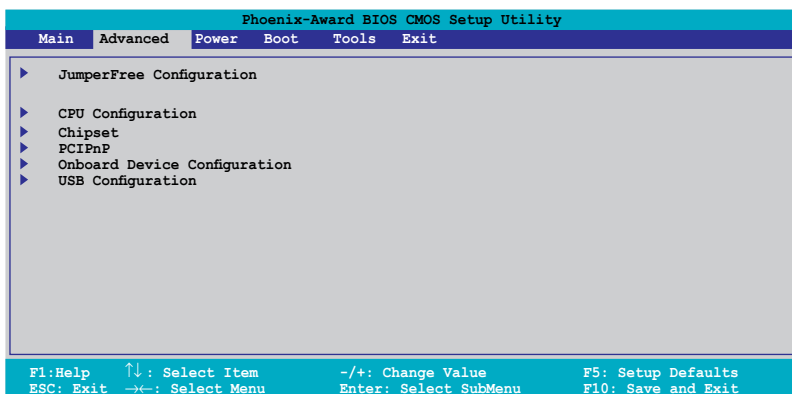 Phoenix-Award BIOS CMOS Setup Utility
Main Advanced Power Boot Tools Exit
JumperFree Configuration
CPU Configuration
Chipset
PCIPnP
Onboard Device Configuration
USB Configuration
F1:Help ↑↓: Select Item -/+: Change Value F5: Setup Defaults
ESC: Exit →←: Select Menu Enter: Select SubMenu F10: Save and Exit